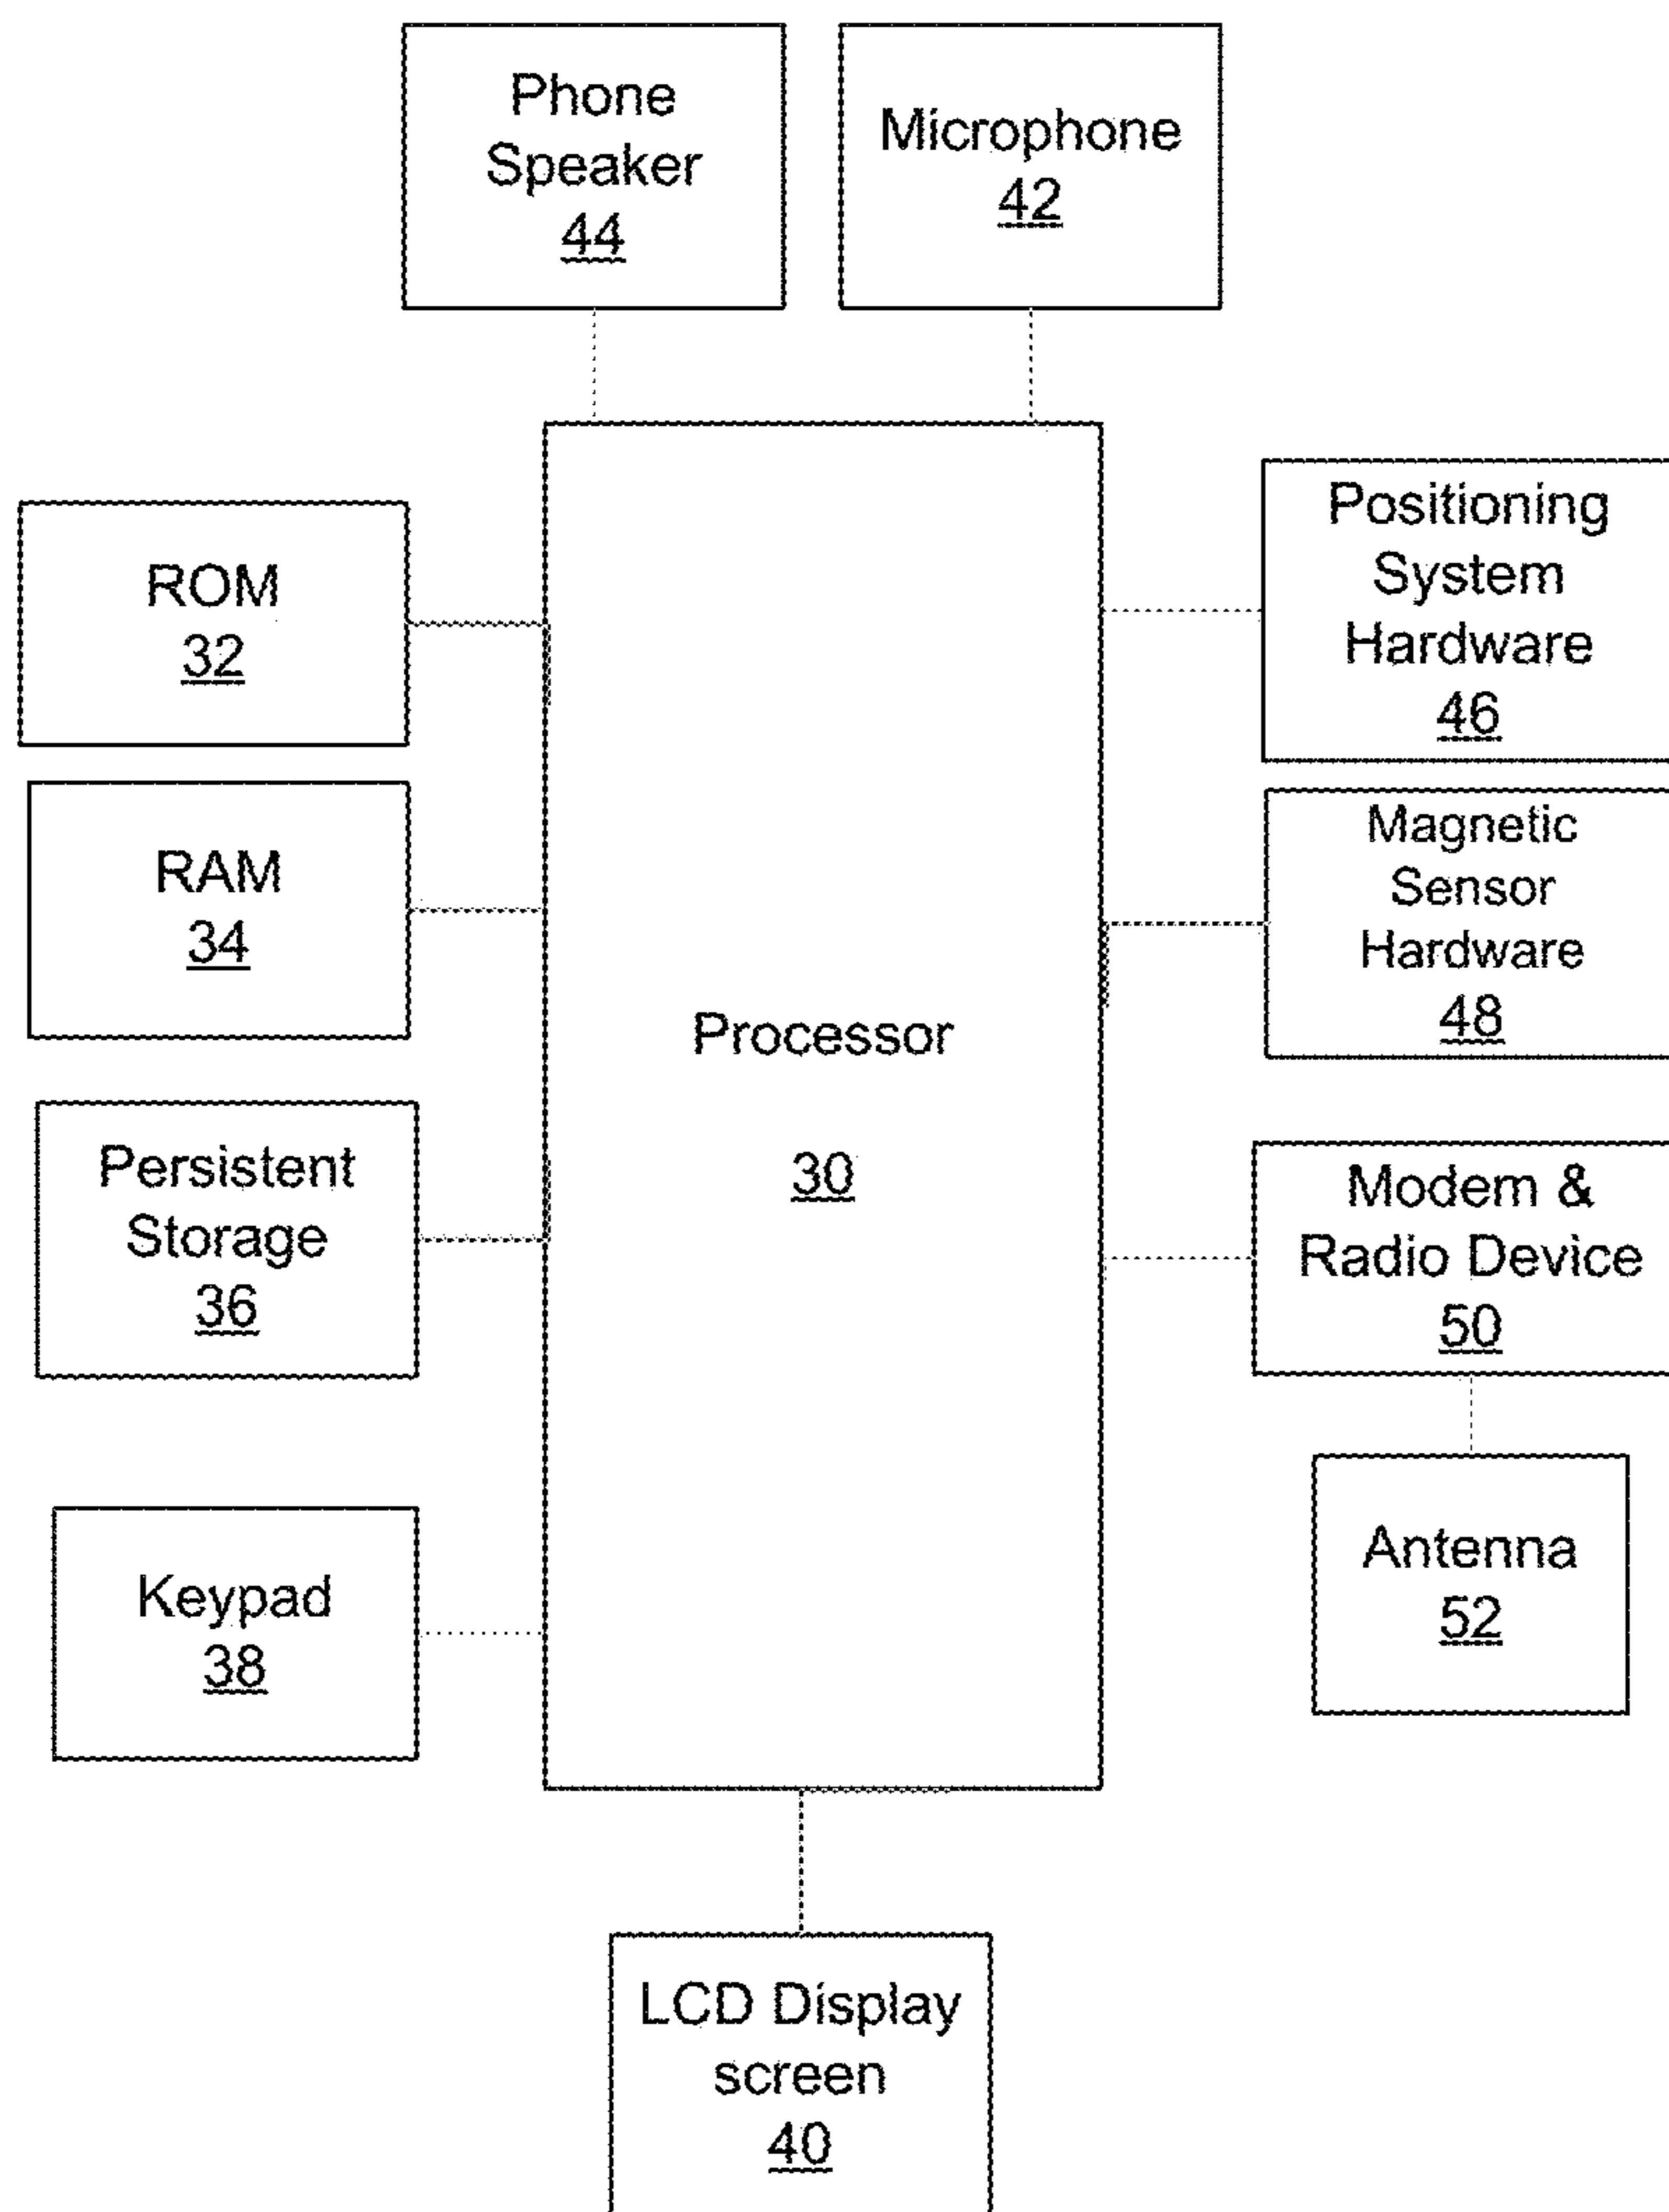 Phone
Speaker
44
Microphone
42
ROM
32
RAM
34
Persistent
Storage
36
Keypad
38
Processor
30
Positioning
System
Hardware
46
Magnetic
Sensor
Hardware
48
Modem &
Radio Device
50
Antenna
52
LCD Display
screen
40